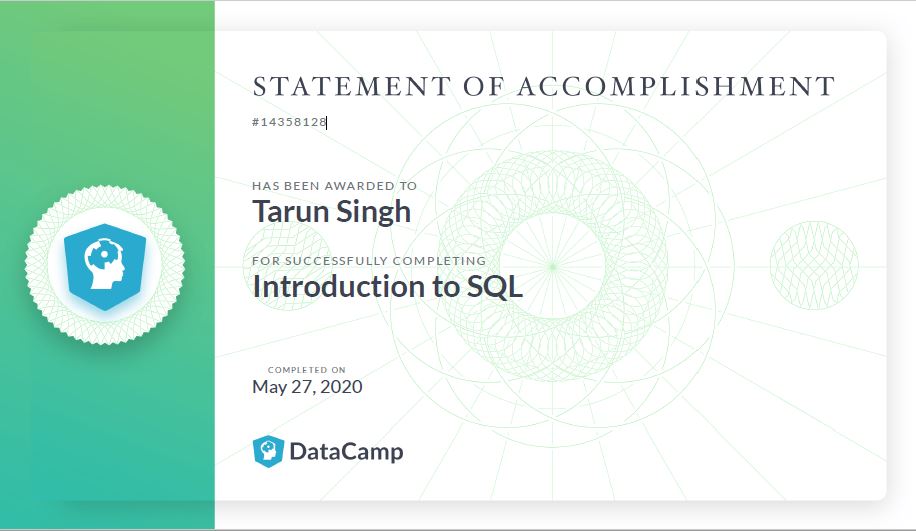 STATEMENT OF ACCOMPLISHMENT
#14358128
HAS BEEN AWARDED TO
Tarun Singh
FOR SUCCESSFULLY COMPLETING
Introduction to SQL
COMPLETED ON
May 27, 2020
DataCamp